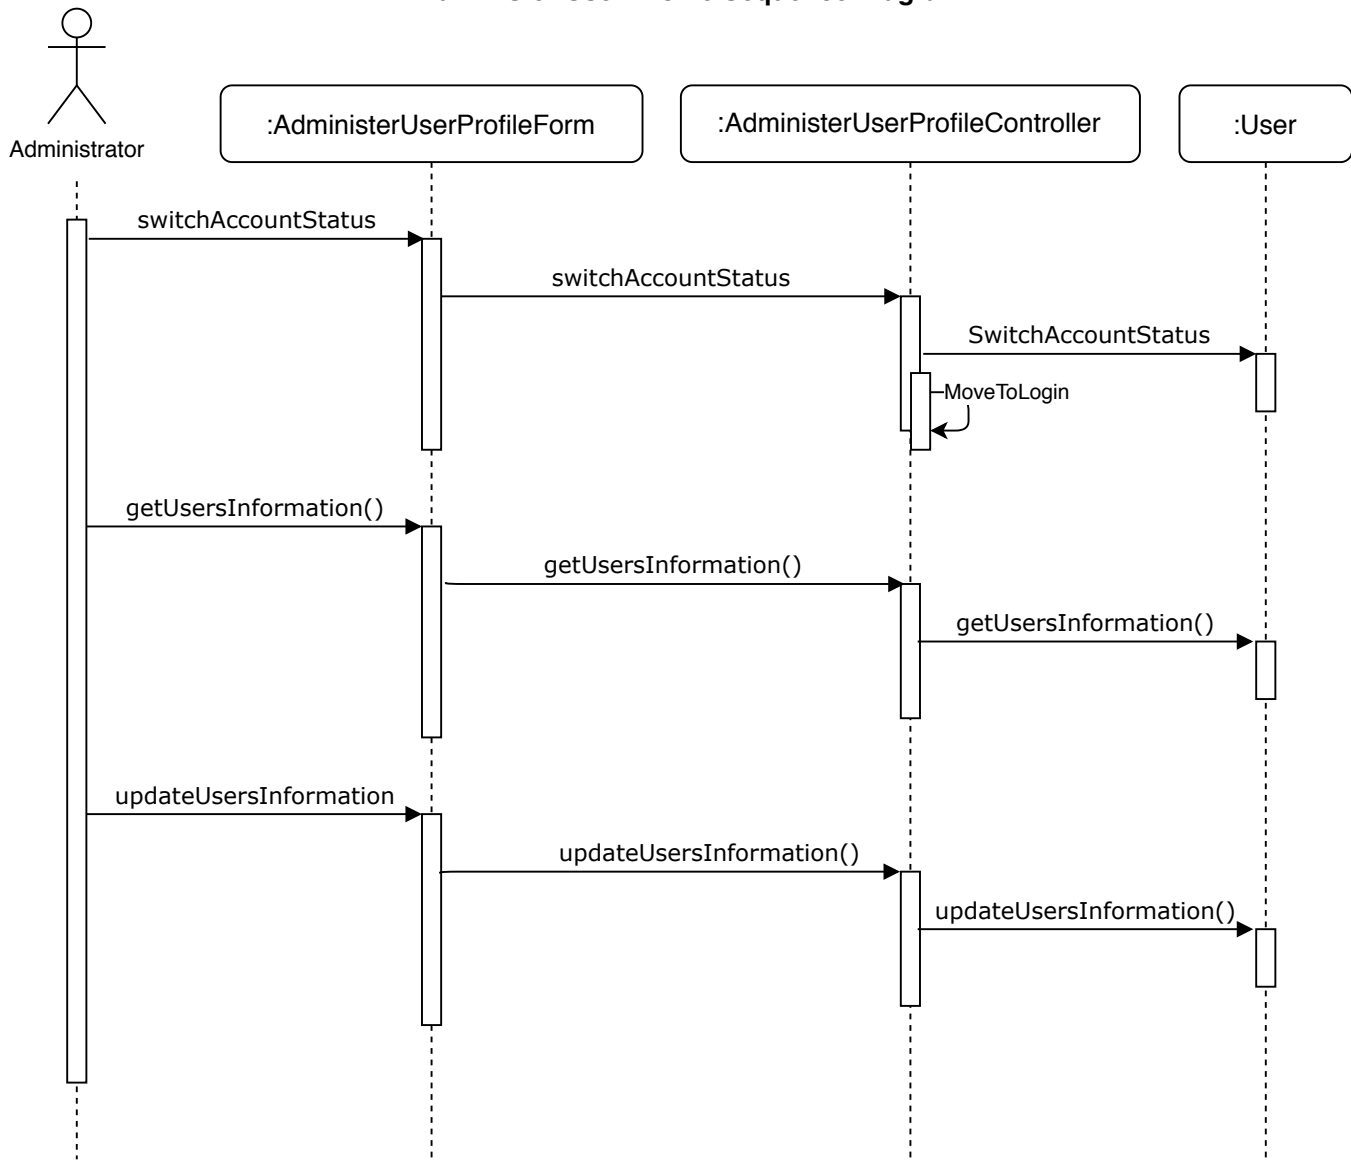 Administrator
:AdministerUserProfileForm
:AdministerUserProfileController
:User
switchAccountStatus
switchAccountStatus
SwitchAccountStatus
MoveToLogin
getUsersInformation()
getUsersInformation()
getUsersInformation()
updateUsersInformation
updateUsersInformation()
updateUsersInformation()